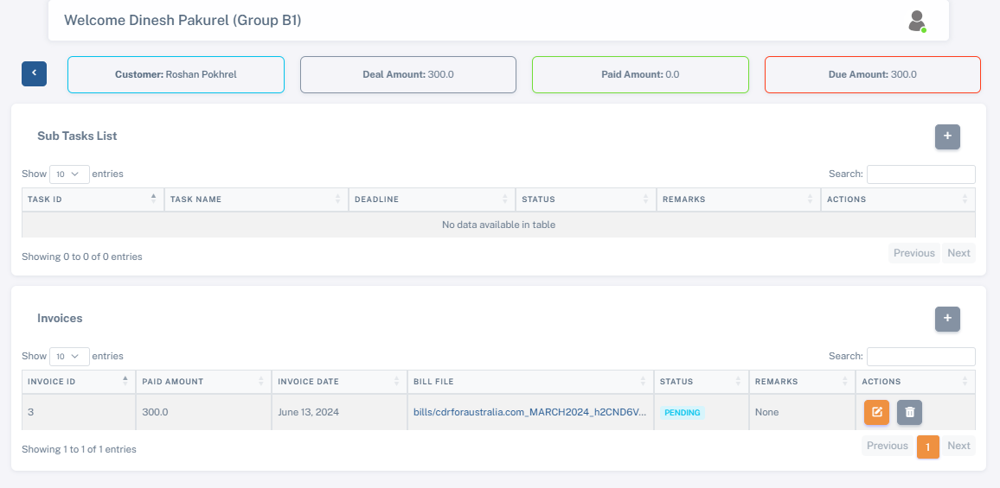 Welcome Dinesh Pakurel (Group B1)
Customer: Roshan Pokhrel
Deal Amount: 300.0
Paid Amount: 0.0
Due Amount: 300.0
Sub Tasks List
+
Show 10 entries
Search:
TASK ID TASK NAME DEADLINE STATUS REMARKS ACTIONS
No data available in table
Showing 0 to 0 of 0 entries
Previous Next
Invoices
+
Show 10 entries
Search:
INVOICE ID PAID AMOUNT INVOICE DATE BILL FILE STATUS REMARKS ACTIONS
3 300.0 June 13, 2024 bills/cdrforaustralia.com_MARCH2024_h2CND6V... PENDING None
Showing 1 to 1 of 1 entries
Previous 1 Next